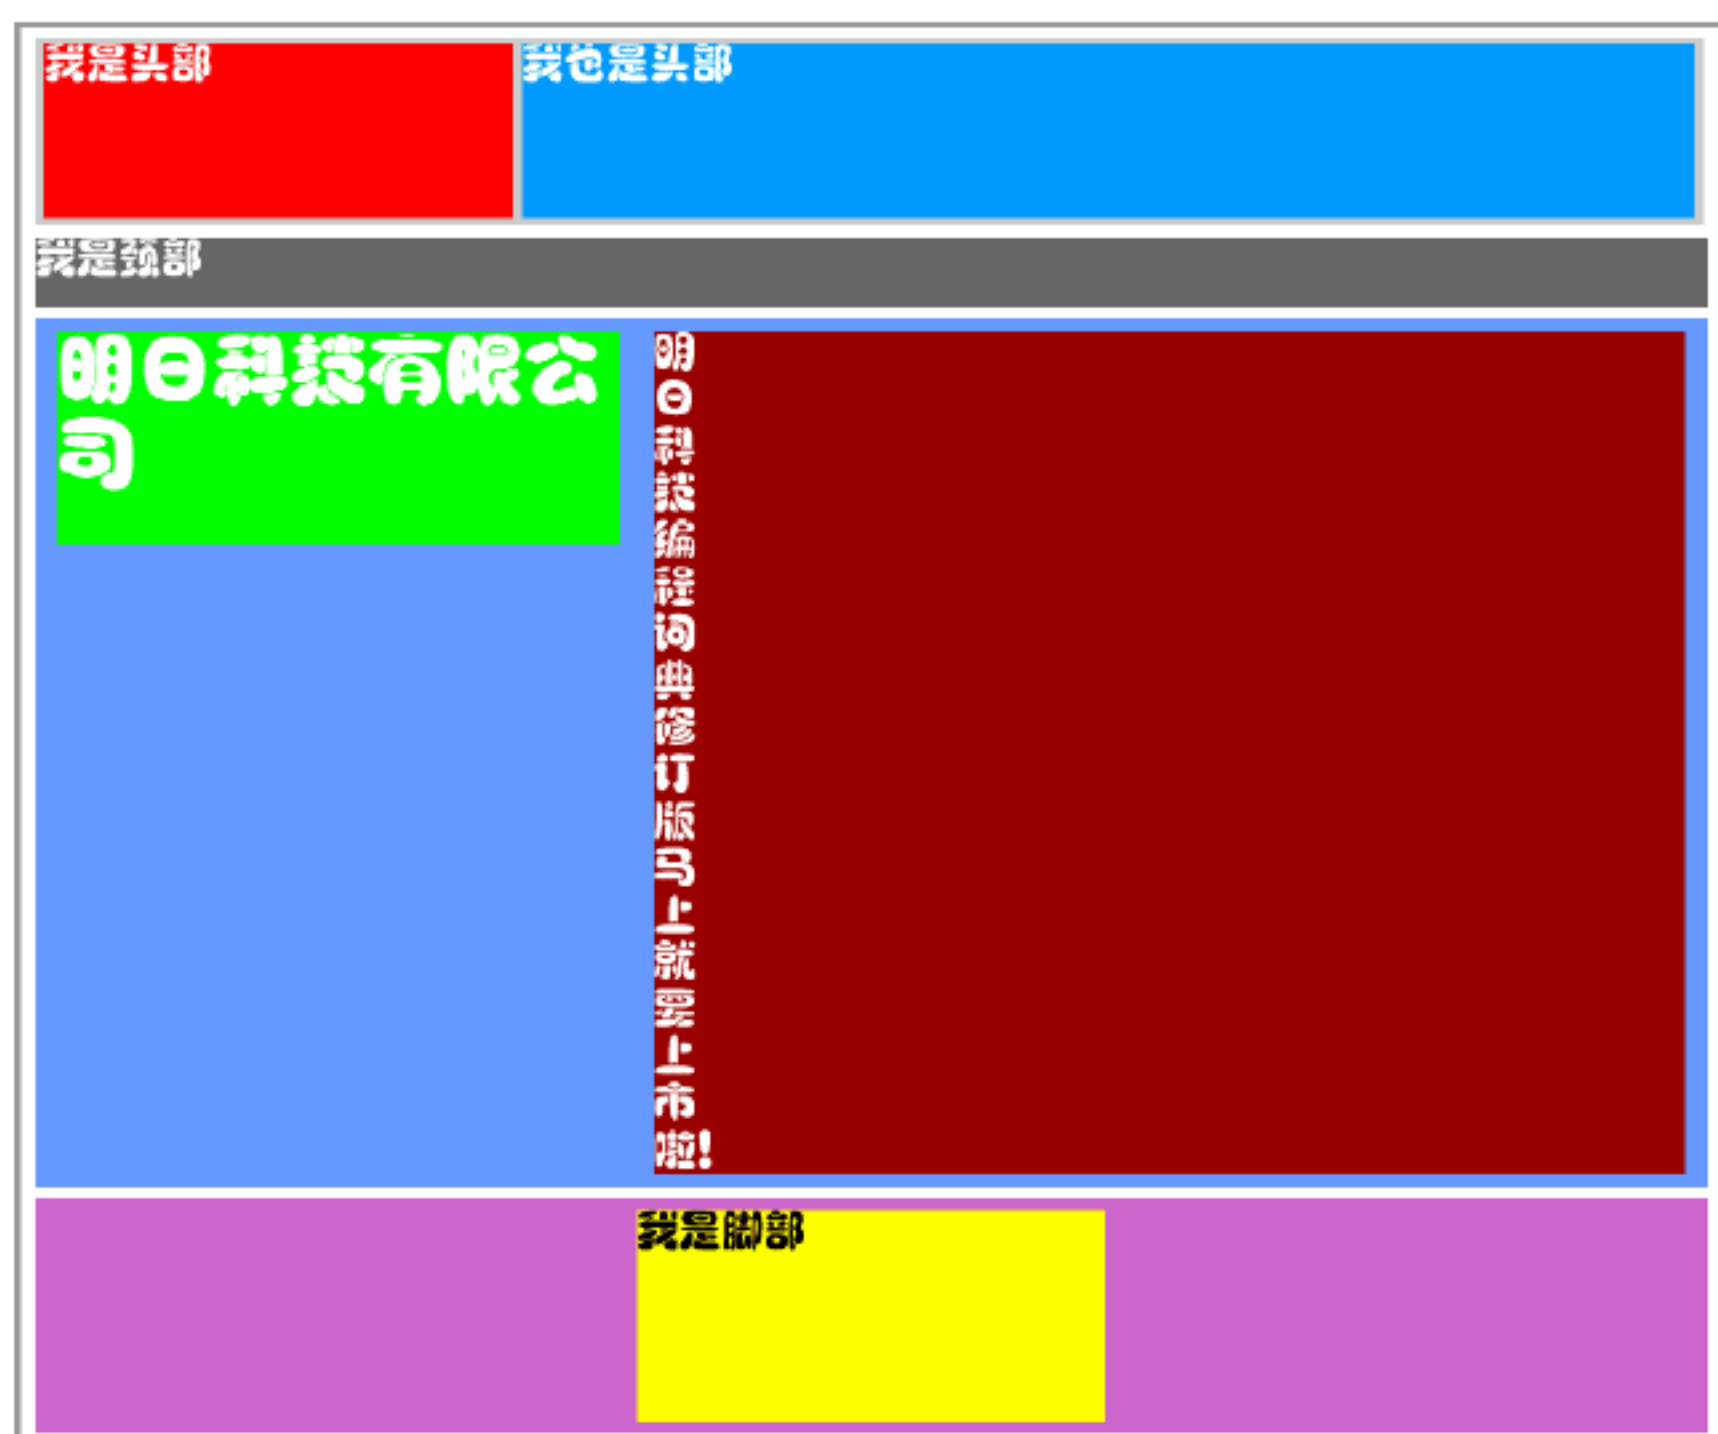 我是头部
我也是头部
我是颈部
明日科技有限公
司
明
日
科
技
编
程
词
典
修
订
版
马
上
就
要
上
市
啦!
我是脚部